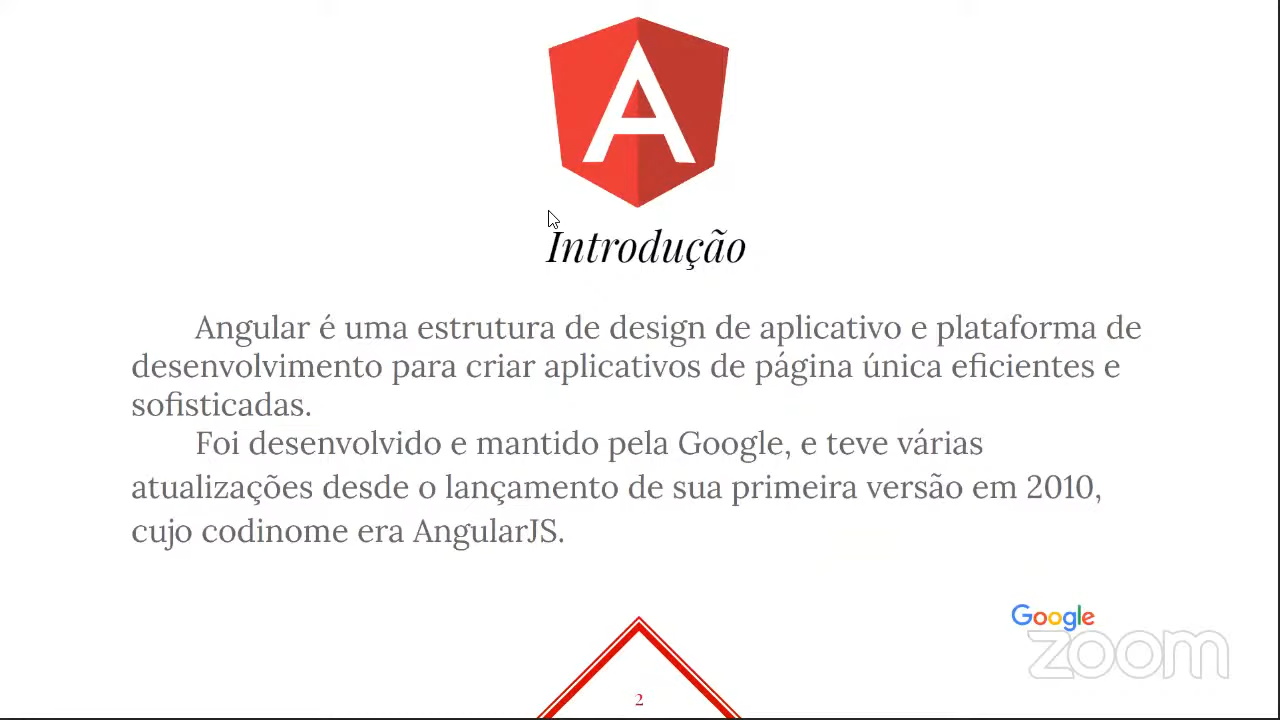 A
Introdução
Angular é uma estrutura de design de aplicativo e plataforma de
desenvolvimento para criar aplicativos de página única eficientes e
sofisticadas.
Foi desenvolvido e mantido pela Google, e teve várias
atualizações desde o lançamento de sua primeira versão em 2010,
cujo codinome era AngularJS.
Google
zoom
2